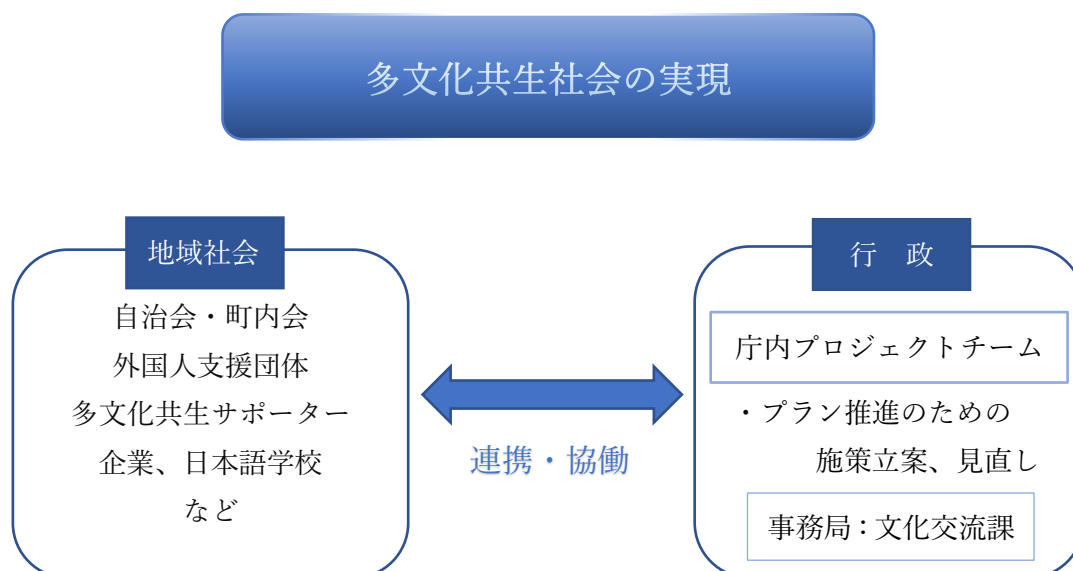 多文化共生社会の実現
地域社会
自治会・町内会
外国人支援団体
多文化共生サポーター
企業、日本語学校
など
連携・協働
行　政
庁内プロジェクトチーム
・プラン推進のための
施策立案、見直し
事務局：文化交流課